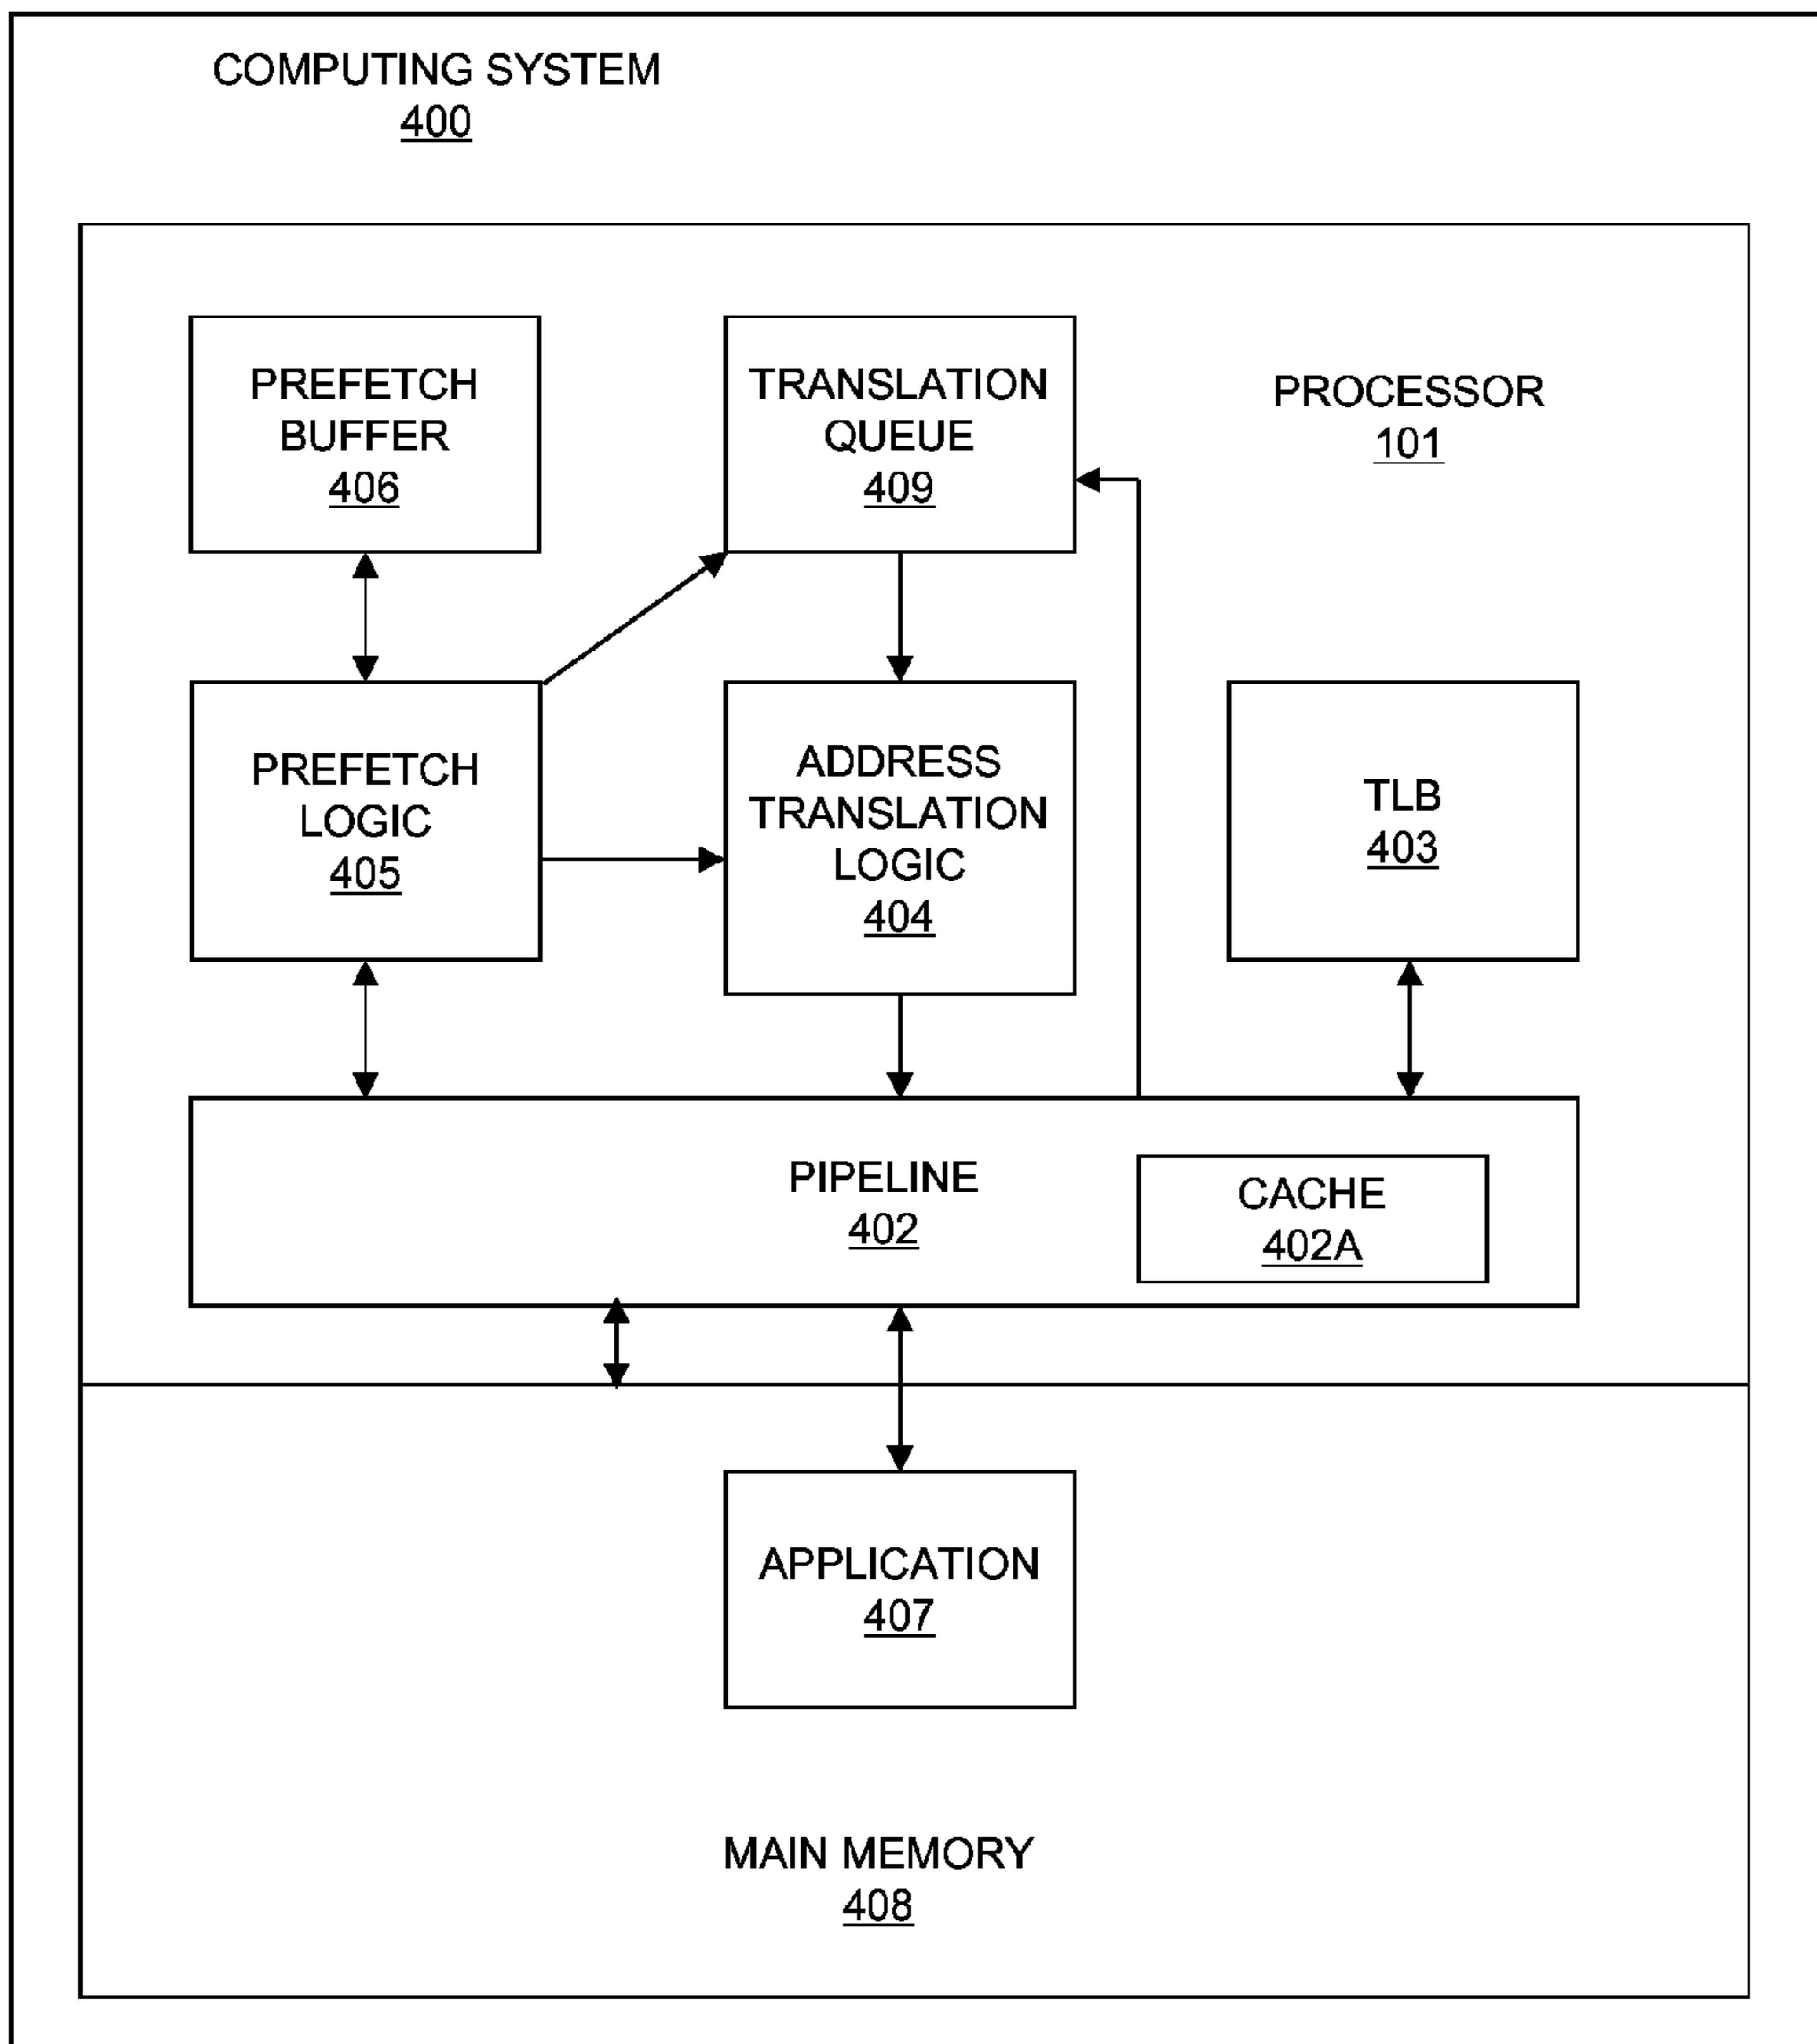 COMPUTING SYSTEM
400
PREFETCH
BUFFER
406
TRANSLATION
QUEUE
409
PROCESSOR
101
PREFETCH
LOGIC
405
ADDRESS
TRANSLATION
LOGIC
404
TLB
403
PIPELINE
402
CACHE
402A
APPLICATION
407
MAIN MEMORY
408